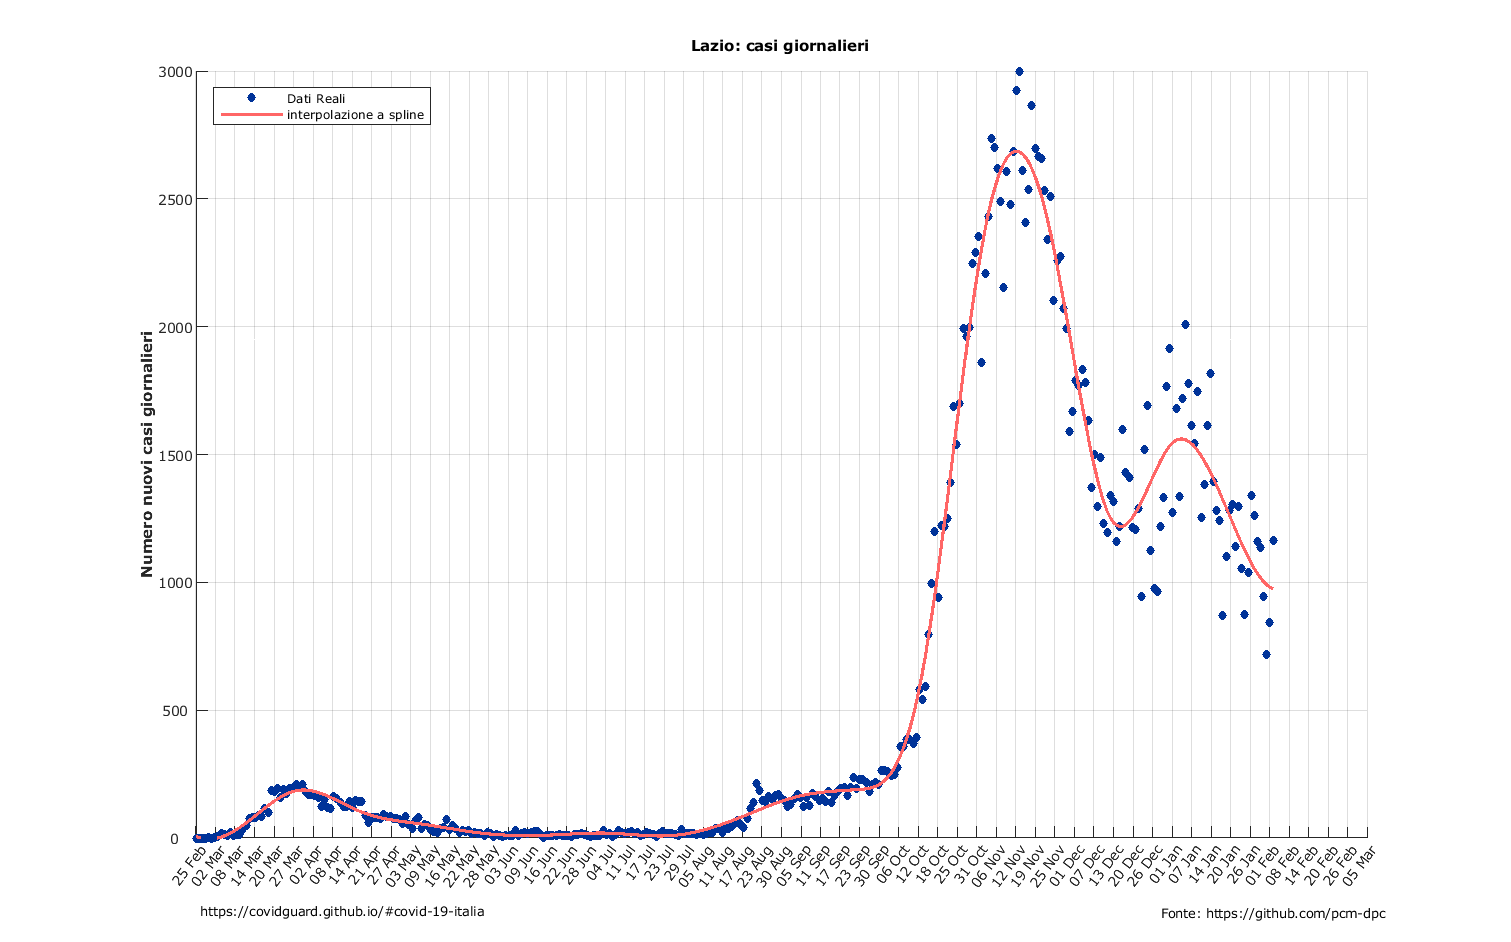 Lazio: casi giornalieri
Dati Reali
interpolazione a spline
Numero nuovi casi giornalieri
3000
2500
2000
1500
1000
500
0
25 Feb
02 Mar
08 Mar
14 Mar
20 Mar
27 Mar
02 Apr
08 Apr
14 Apr
21 Apr
27 Apr
03 May
09 May
16 May
22 May
28 May
03 Jun
09 Jun
16 Jun
22 Jun
28 Jun
04 Jul
11 Jul
17 Jul
23 Jul
29 Jul
05 Aug
11 Aug
17 Aug
23 Aug
30 Aug
05 Sep
11 Sep
17 Sep
23 Sep
30 Sep
06 Oct
12 Oct
18 Oct
25 Oct
31 Oct
06 Nov
12 Nov
19 Nov
25 Nov
01 Dec
07 Dec
13 Dec
20 Dec
26 Dec
01 Jan
07 Jan
14 Jan
20 Jan
26 Jan
01 Feb
08 Feb
14 Feb
20 Feb
26 Feb
05 Mar
https://covidguard.github.io/#covid-19-italia
Fonte: https://github.com/pcm-dpc